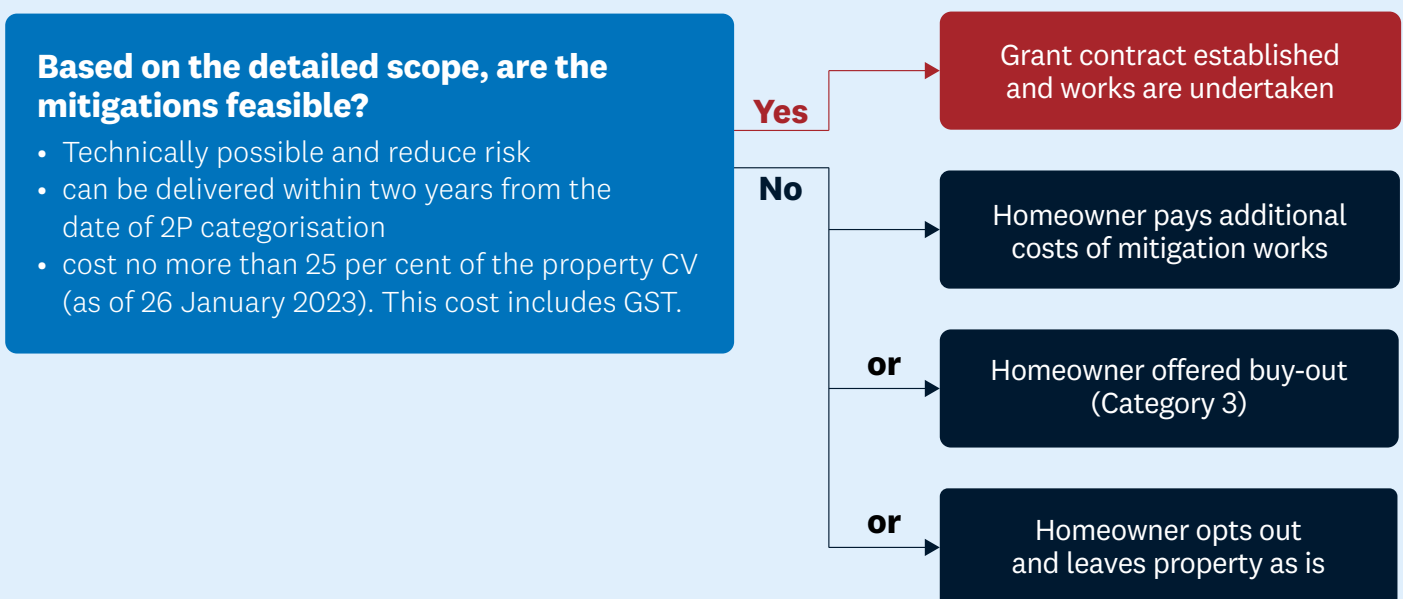 Based on the detailed scope, are the
mitigations feasible?
• Technically possible and reduce risk
• can be delivered within two years from the
date of 2P categorisation
• cost no more than 25 per cent of the property CV
(as of 26 January 2023). This cost includes GST.
Yes
Grant contract established
and works are undertaken
No
Homeowner pays additional
costs of mitigation works
or
Homeowner offered buy-out
(Category 3)
or
Homeowner opts out
and leaves property as is